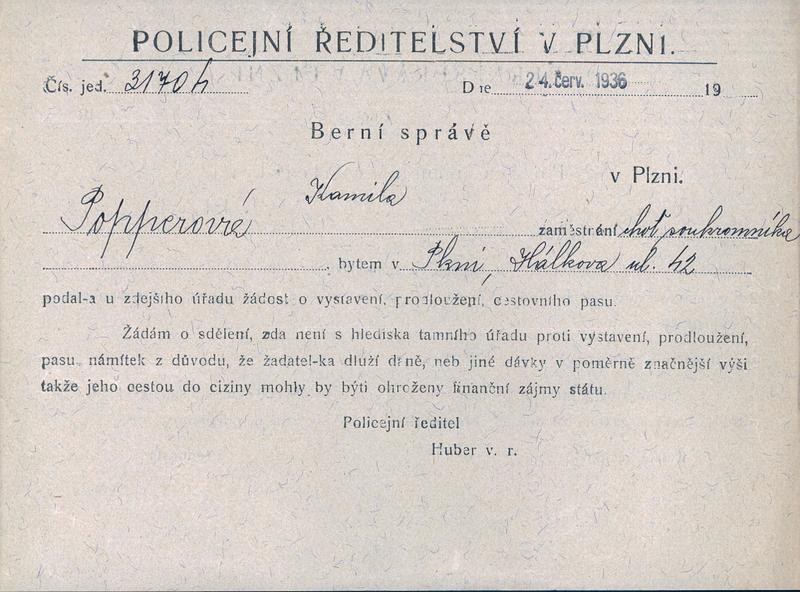 POLICEJNÍ ŘEDITELSTVÍ V PLZNI.
Čís. jed. 31704 Dne 24. červ. 1936 19
Berní správě
v Plzni.
Kamila
Popperová zaměstnání choť soukromníka
, bytem v Plzni, Hálkova ul. 42
podal-a u zdejšího úřadu žádost o vystavení, prodloužení, cestovního pasu.
Žádám o sdělení, zda není s hlediska tamního úřadu proti vystavení, prodloužení,
pasu námitek z důvodu, že žadatel-ka dluží daně, neb jiné dávky v poměrně značnější výši
takže jeho cestou do ciziny mohly by býti ohroženy finanční zájmy státu.
Policejní ředitel
Huber v. r.